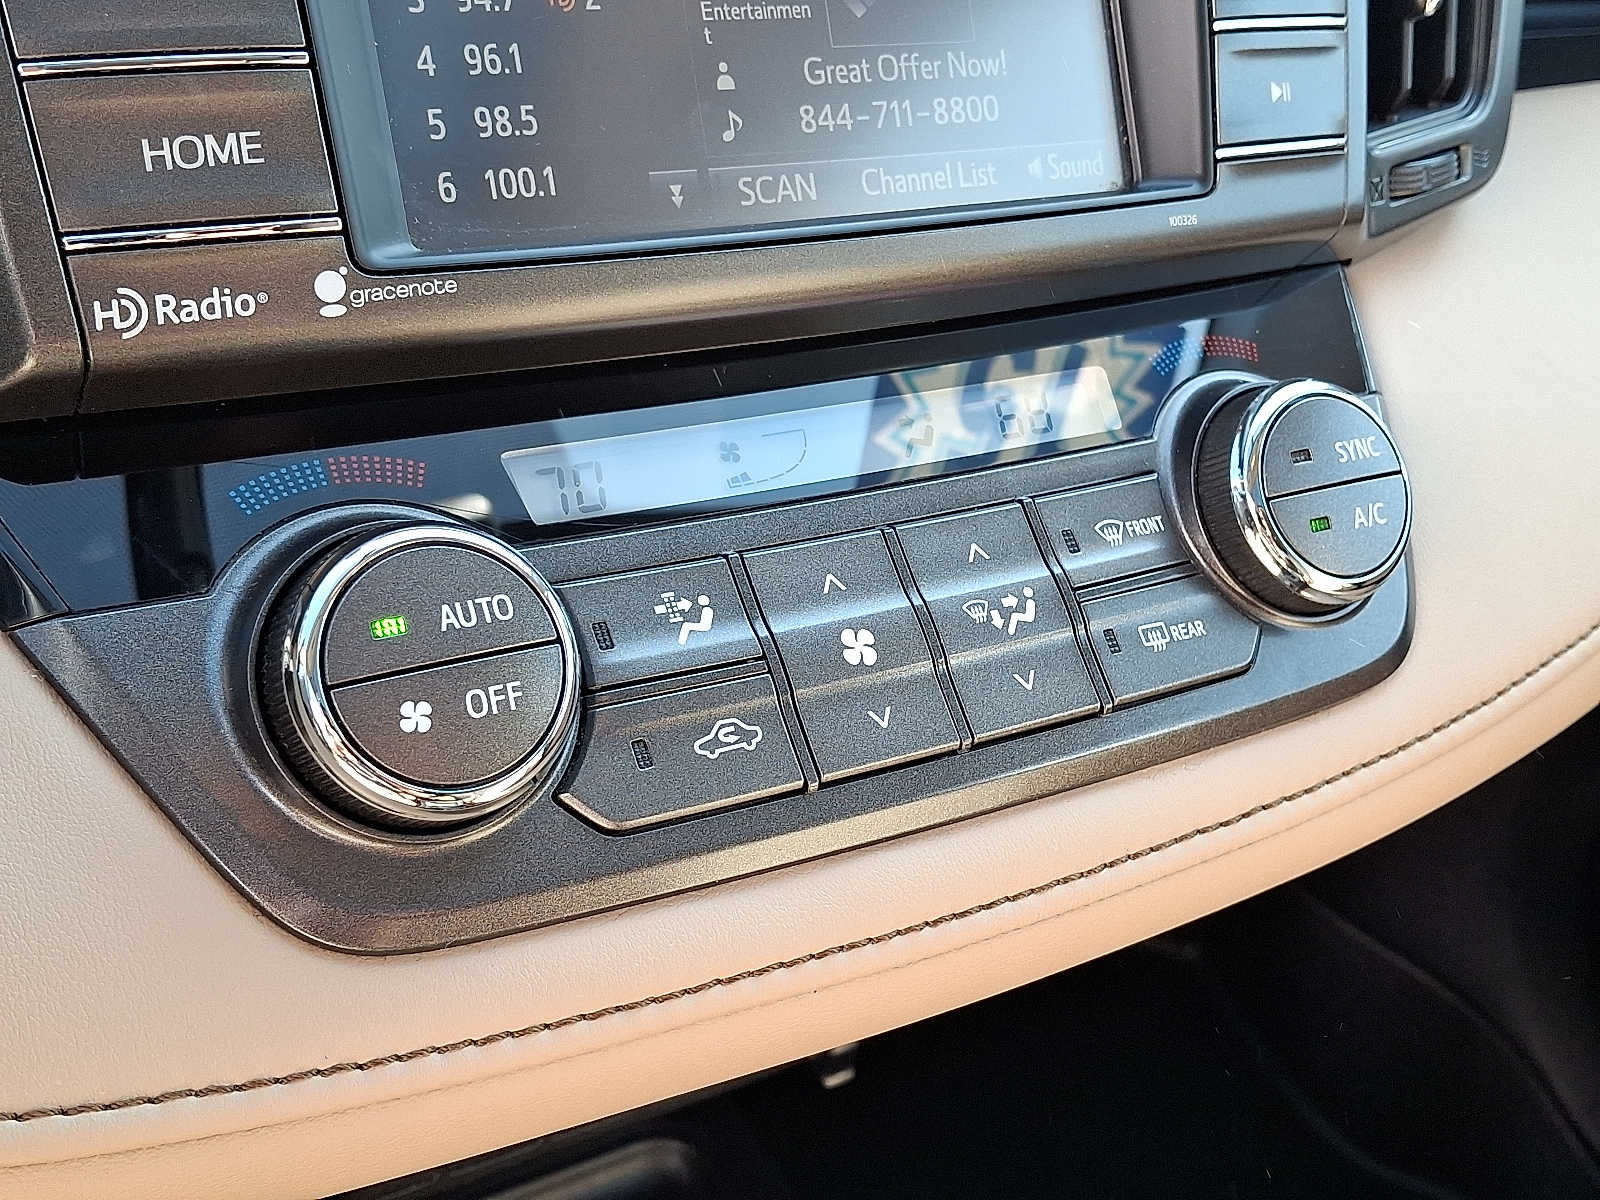 4 96.1
5 98.5
6 100.1
Entertainmen
t
Great Offer Now!
844-711-8800
SCAN Channel List Sound
HOME
100326
HD Radio®
gracenote
70
68
SYNC
A/C
FRONT
REAR
AUTO
OFF